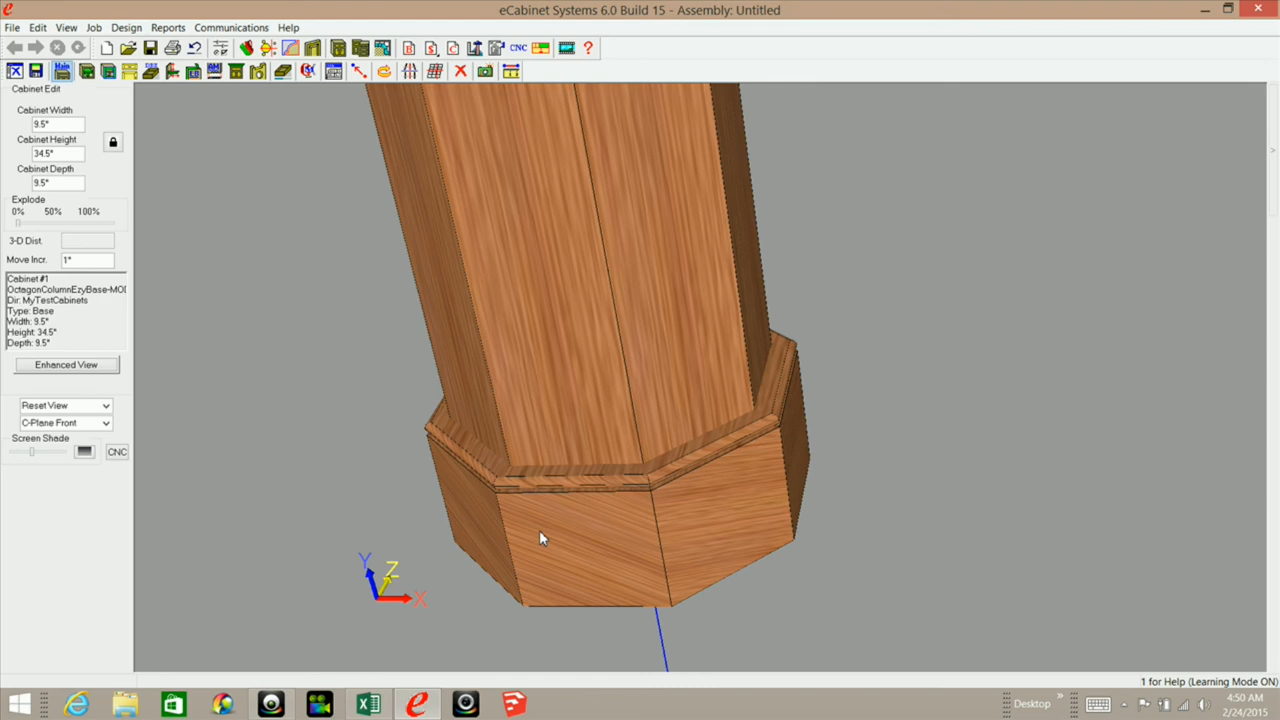 eCabinet Systems 6.0 Build 15 - Assembly: Untitled
File Edit View Job Design Reports Communications Help
CNC
Main
Cabinet Edit
Cabinet Width
9.5"
Cabinet Height
34.5"
Cabinet Depth
9.5"
Explode
0% 50% 100%
3-D Dist.
Move Incr. 1"
Cabinet #1
OctagonColumnEzyBase-MOD
Dir: MyTestCabinets
Type: Base
Width: 9.5"
Height: 34.5"
Depth: 9.5"
Enhanced View
Reset View
C-Plane Front
Screen Shade
CNC
Y
Z
X
1 for Help (Learning Mode ON)
Desktop
4:50 AM
2/24/2015